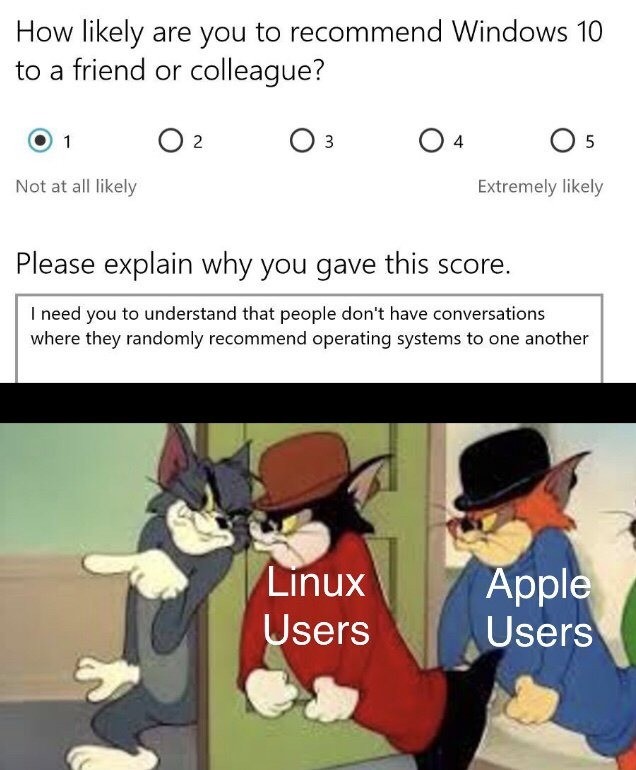 How likely are you to recommend Windows 10
to a friend or colleague?
1 2 3 4 5
Not at all likely Extremely likely
Please explain why you gave this score.
I need you to understand that people don't have conversations
where they randomly recommend operating systems to one another
Linux
Users
Apple
Users